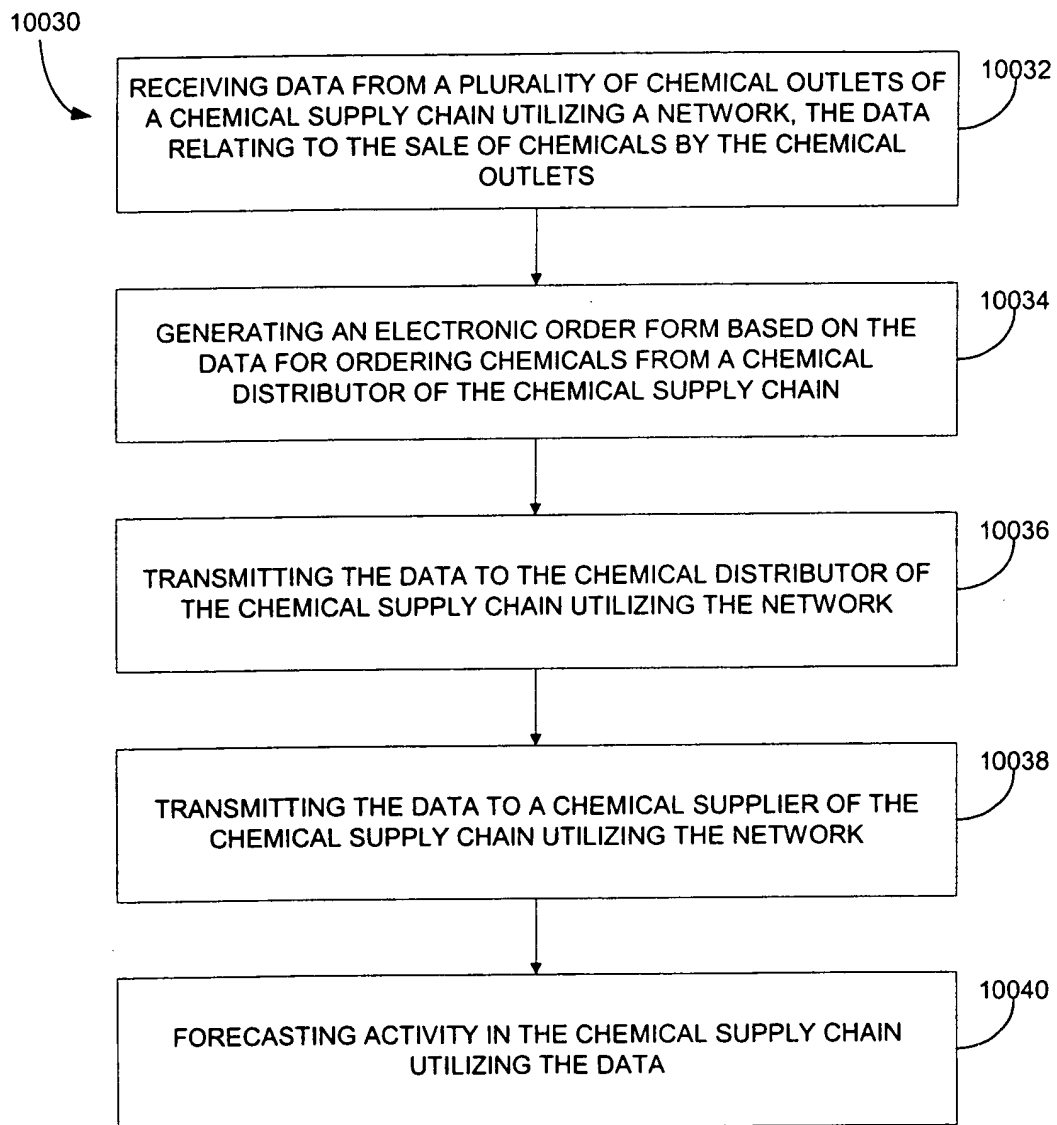 10030
10032
RECEIVING DATA FROM A PLURALITY OF CHEMICAL OUTLETS OF
A CHEMICAL SUPPLY CHAIN UTILIZING A NETWORK, THE DATA
RELATING TO THE SALE OF CHEMICALS BY THE CHEMICAL
OUTLETS
10034
GENERATING AN ELECTRONIC ORDER FORM BASED ON THE
DATA FOR ORDERING CHEMICALS FROM A CHEMICAL
DISTRIBUTOR OF THE CHEMICAL SUPPLY CHAIN
10036
TRANSMITTING THE DATA TO THE CHEMICAL DISTRIBUTOR OF
THE CHEMICAL SUPPLY CHAIN UTILIZING THE NETWORK
10038
TRANSMITTING THE DATA TO A CHEMICAL SUPPLIER OF THE
CHEMICAL SUPPLY CHAIN UTILIZING THE NETWORK
10040
FORECASTING ACTIVITY IN THE CHEMICAL SUPPLY CHAIN
UTILIZING THE DATA